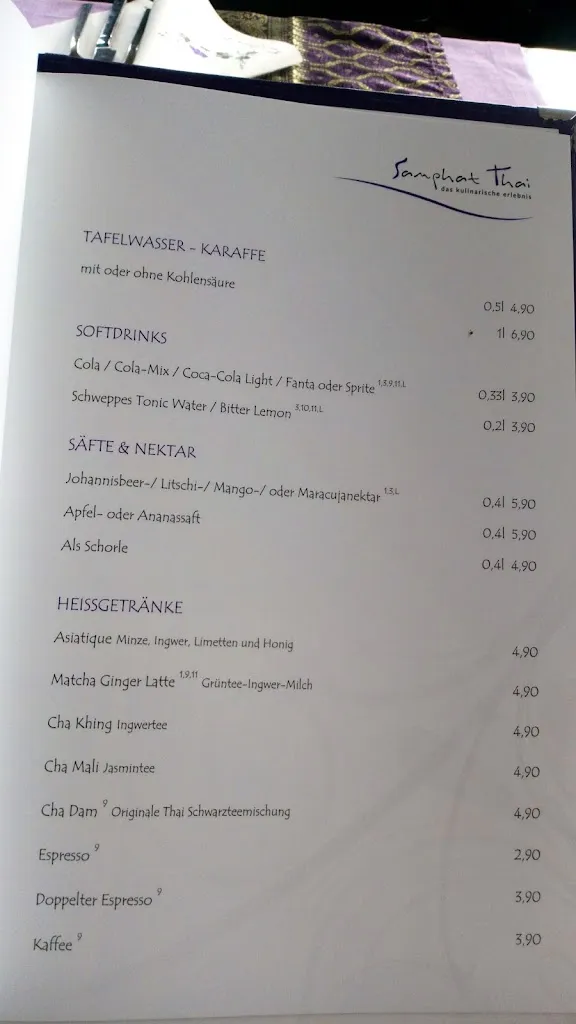 Samphat Thai
das kulinarische erlebnis
TAFELWASSER - KARAFFE
mit oder ohne Kohlensäure
0,5l 4,90
1l 6,90
SOFTDRINKS
Cola / Cola-Mix / Coca-Cola Light / Fanta oder Sprite 1,3,9,11,L 0,33l 3,90
Schweppes Tonic Water / Bitter Lemon 3,10,11,L 0,2l 3,90
SÄFTE & NEKTAR
Johannisbeer-/ Litschi-/ Mango-/ oder Maracujanektar 1,3,L 0,4l 5,90
Apfel- oder Ananassaft 0,4l 5,90
Als Schorle 0,4l 4,90
HEISSGETRÄNKE
Asiatique Minze, Ingwer, Limetten und Honig 4,90
Matcha Ginger Latte 1,9,11 Grüntee-Ingwer-Milch 4,90
Cha Khing Ingwertee 4,90
Cha Mali Jasmintee 4,90
Cha Dam 9 Originale Thai Schwarzteemischung 4,90
Espresso 9 2,90
Doppelter Espresso 9 3,90
Kaffee 9 3,90